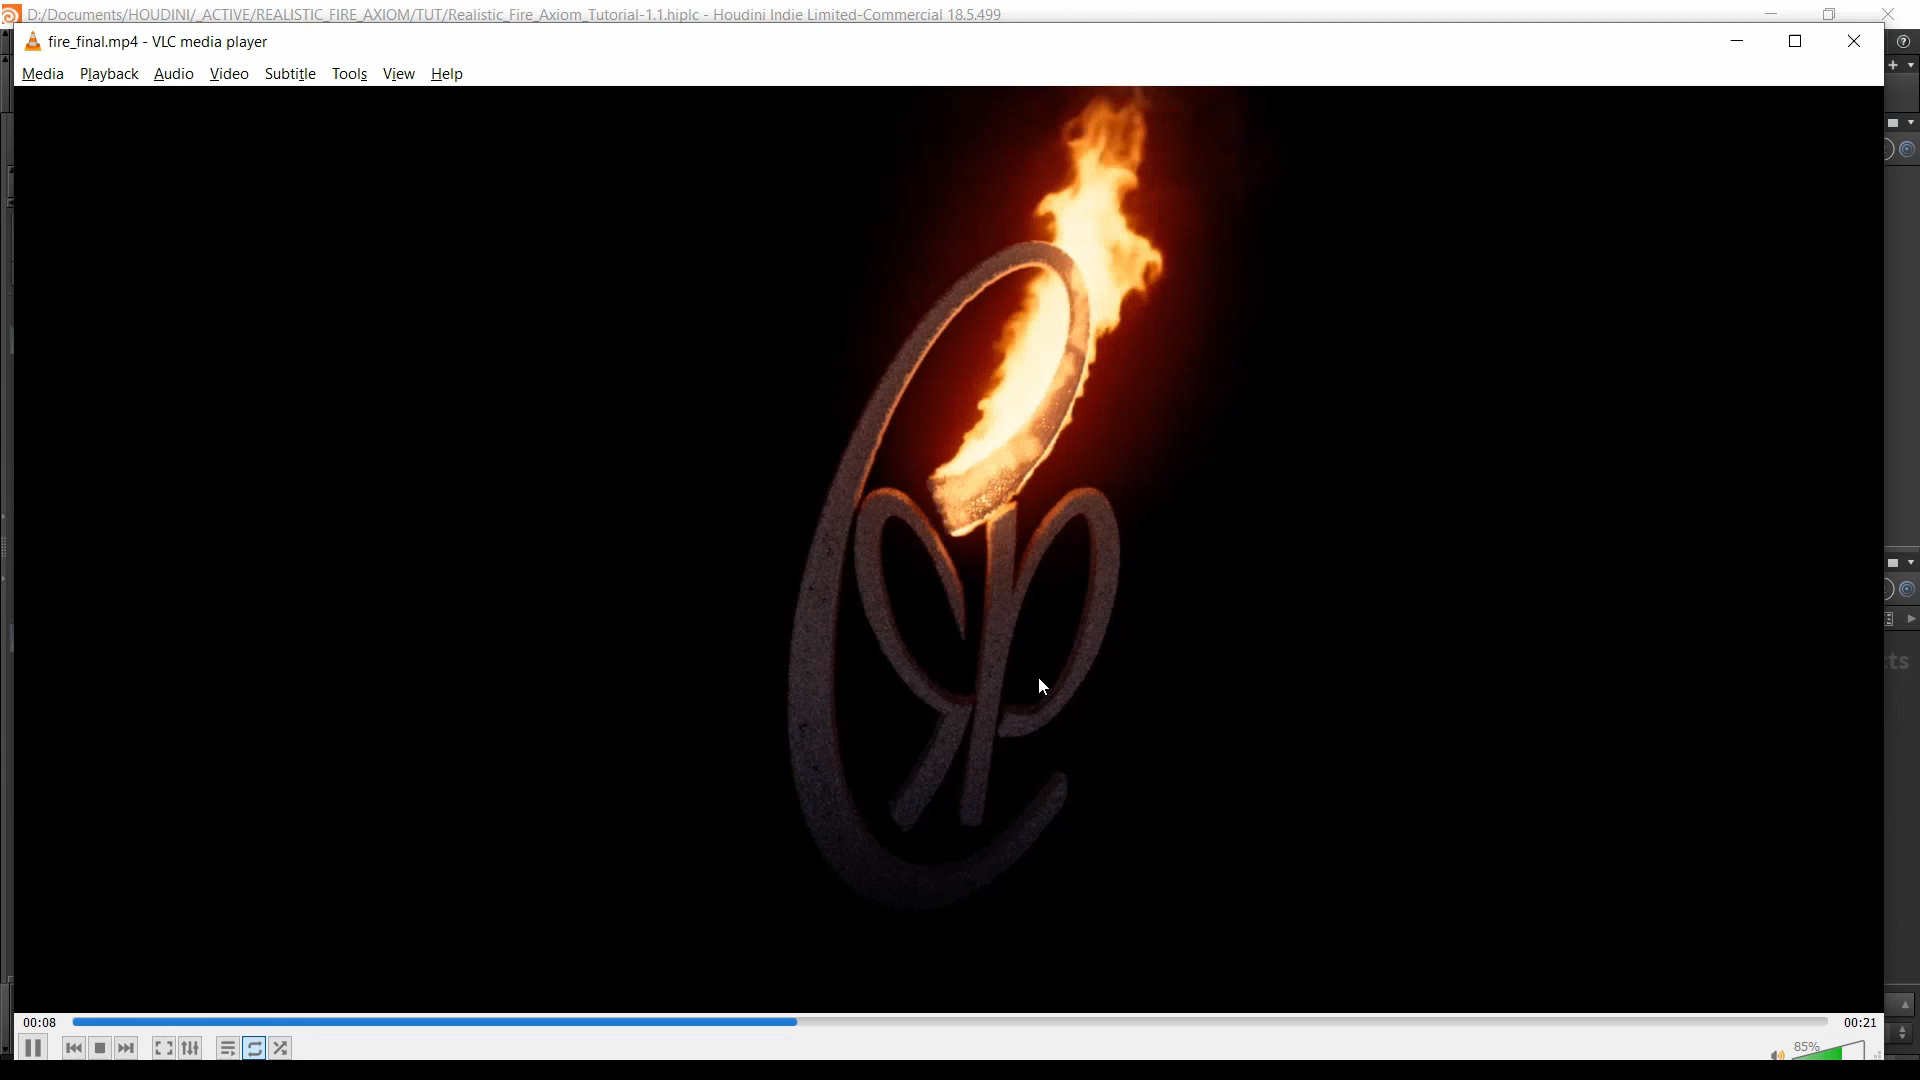 D:/Documents/HOUDINI/_ACTIVE/REALISTIC_FIRE_AXIOM/TUT/Realistic_Fire_Axiom_Tutorial-1.1.hiplc - Houdini Indie Limited-Commercial 18.5.499
fire_final.mp4 - VLC media player
Media Playback Audio Video Subtitle Tools View Help
cts
00:08 00:21
85%